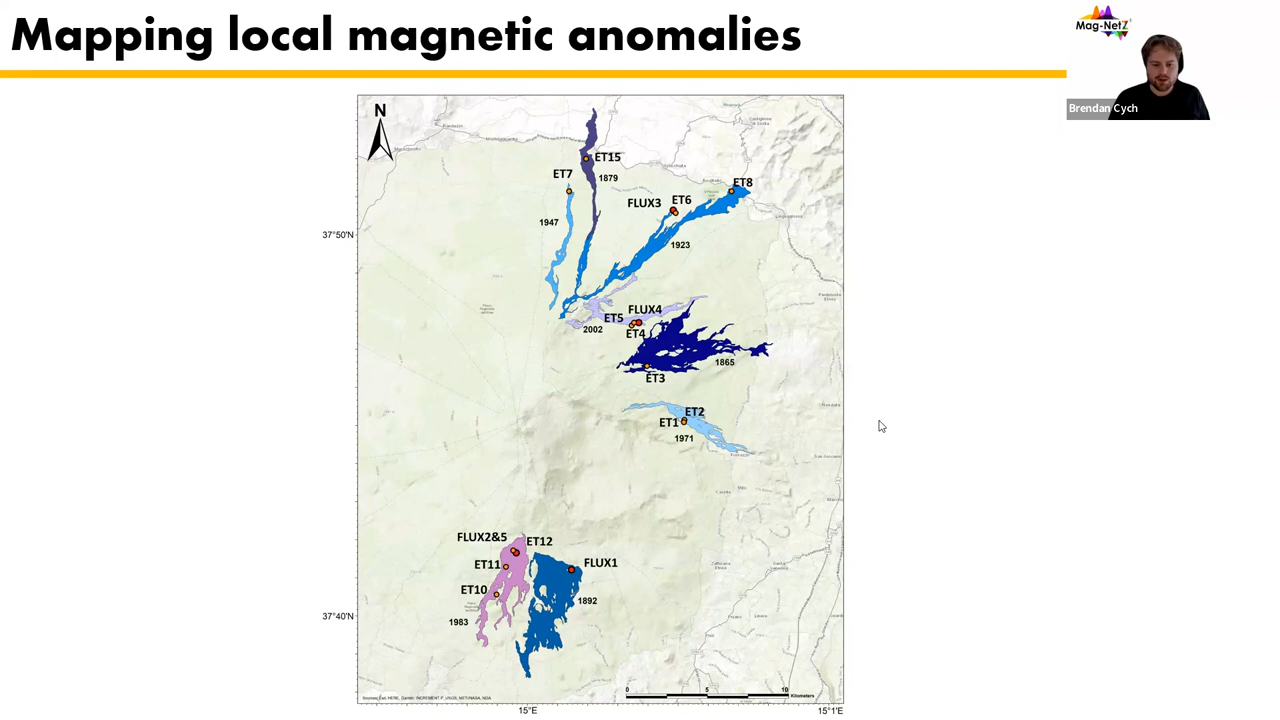 Mapping local magnetic anomalies
Mag-NetZ
Brendan Cych
N
ET15
1879
ET7
ET8
FLUX3
ET6
1947
1923
37°50'N
FLUX4
ET5
2002
ET4
1865
ET3
ET2
ET1
1971
FLUX2&5
ET12
ET11
FLUX1
ET10
1892
1983
37°40'N
0 5 10
Kilometers
15°E
15°1'E